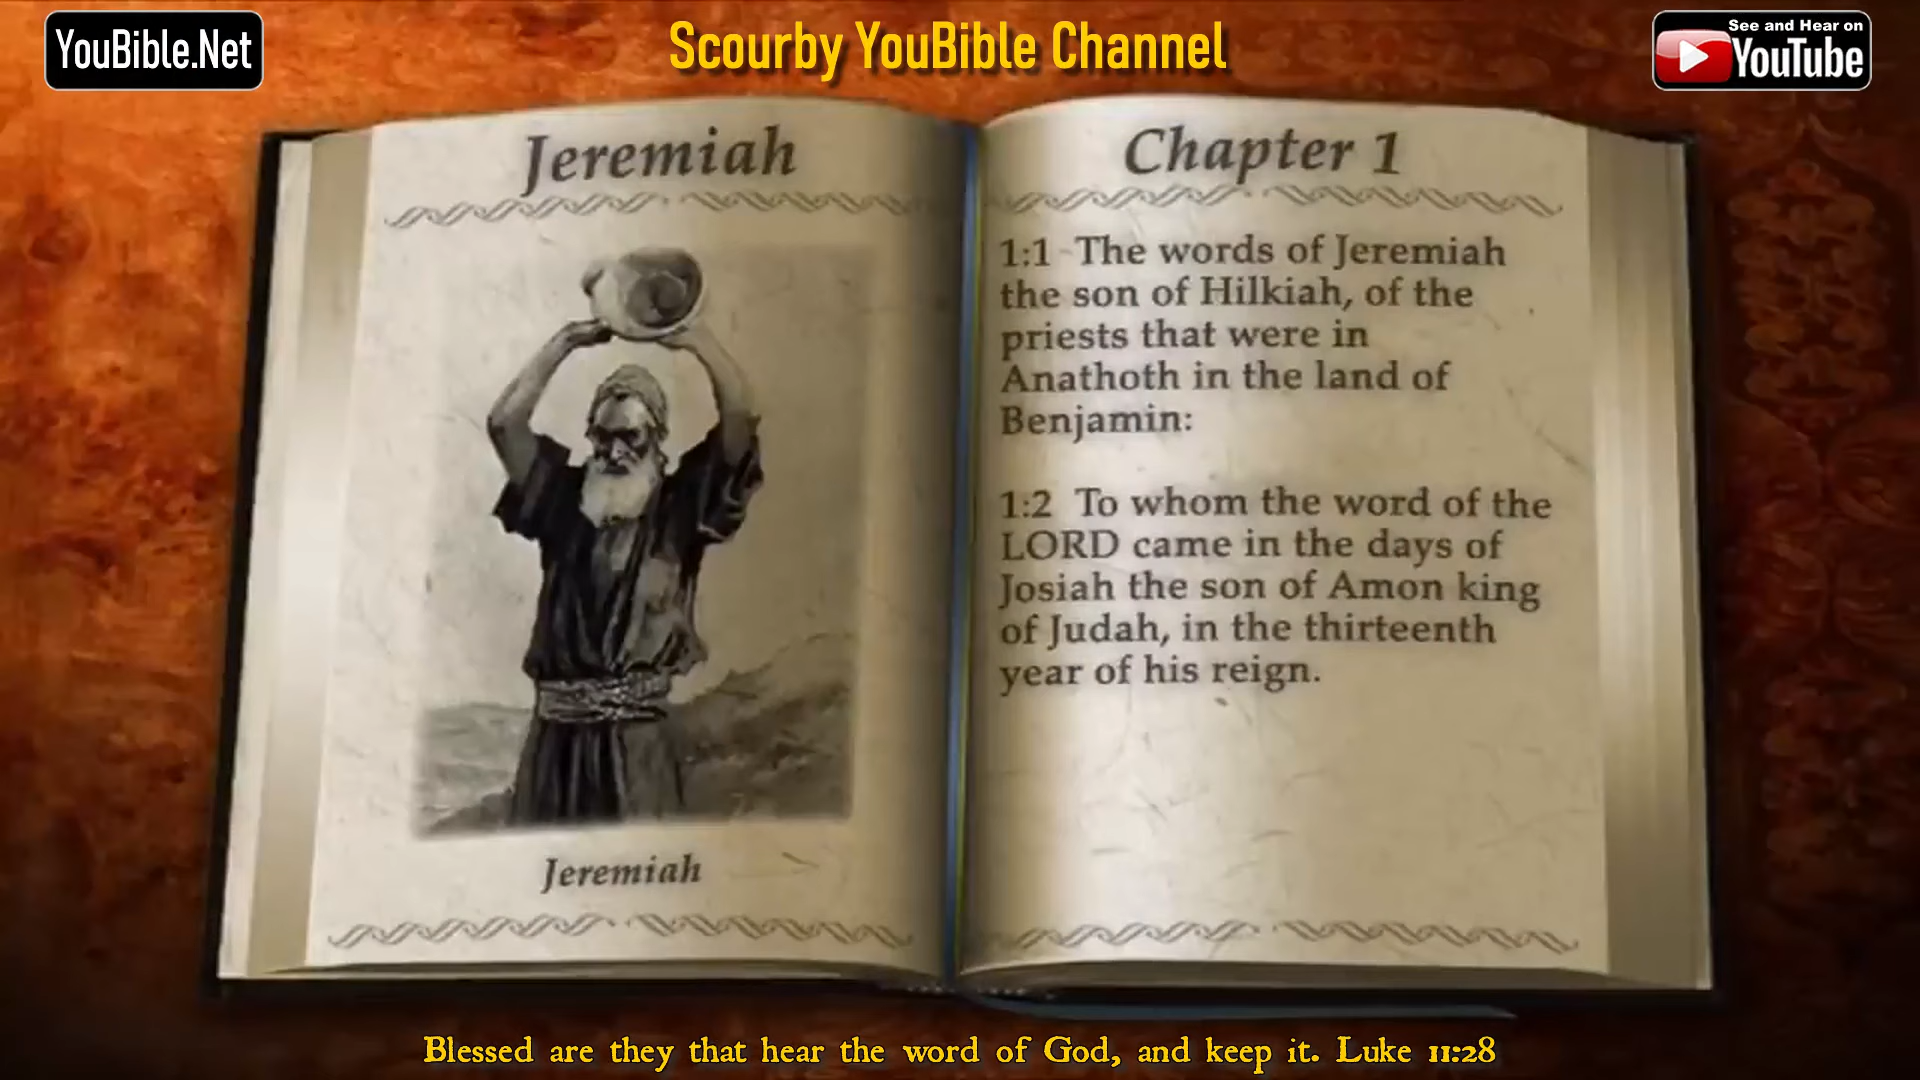 YouBible.Net
Scourby YouBible Channel
See and Hear on
YouTube
Jeremiah
Jeremiah
Chapter 1
1:1 The words of Jeremiah
the son of Hilkiah, of the
priests that were in
Anathoth in the land of
Benjamin:
1:2 To whom the word of the
LORD came in the days of
Josiah the son of Amon king
of Judah, in the thirteenth
year of his reign.
Blessed are they that hear the word of God, and keep it. Luke 11:28